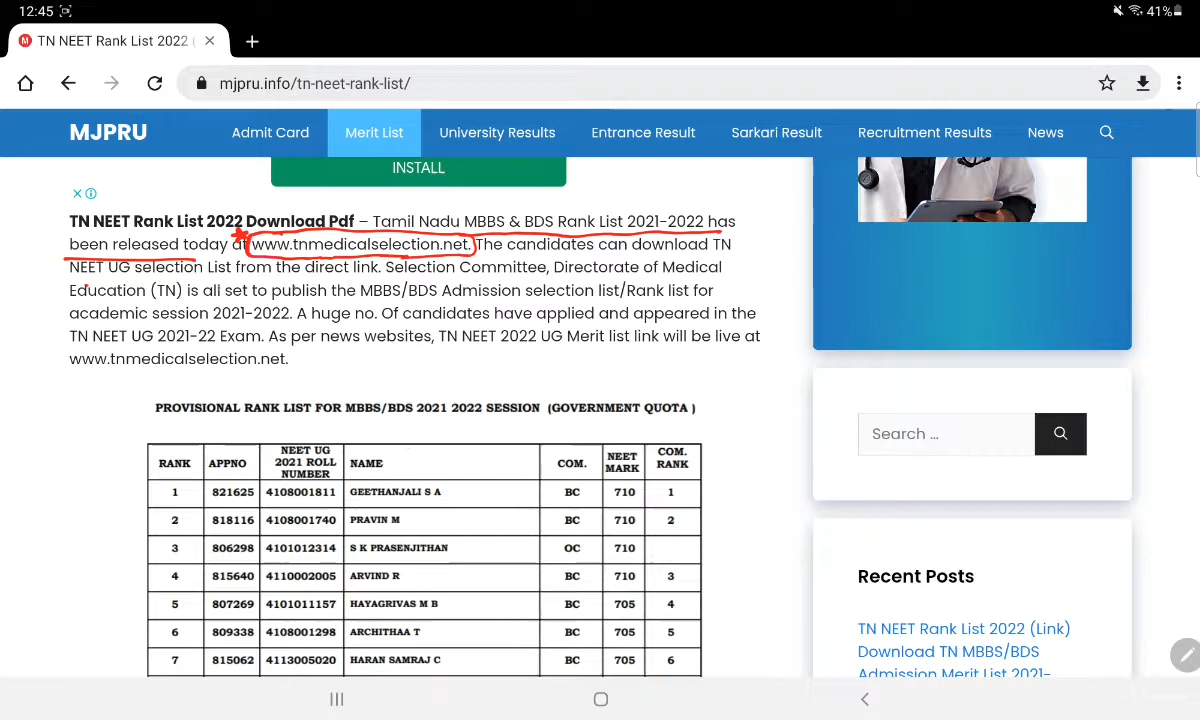 12:45
41%
TN NEET Rank List 2022 (
mjpru.info/tn-neet-rank-list/
MJPRU Admit Card Merit List University Results Entrance Result Sarkari Result Recruitment Results News
INSTALL
TN NEET Rank List 2022 Download Pdf – Tamil Nadu MBBS & BDS Rank List 2021-2022 has
been released today at www.tnmedicalselection.net. The candidates can download TN
NEET UG selection List from the direct link. Selection Committee, Directorate of Medical
Education (TN) is all set to publish the MBBS/BDS Admission selection list/Rank list for
academic session 2021-2022. A huge no. Of candidates have applied and appeared in the
TN NEET UG 2021-22 Exam. As per news websites, TN NEET 2022 UG Merit list link will be live at
www.tnmedicalselection.net.
PROVISIONAL RANK LIST FOR MBBS/BDS 2021 2022 SESSION (GOVERNMENT QUOTA )
RANK APPNO NEET UG 2021 ROLL NUMBER NAME COM. NEET MARK COM. RANK
1 821625 4108001811 GEETHANJALI S A BC 710 1
2 818116 4108001740 PRAVIN M BC 710 2
3 806298 4101012314 S K PRASENJITHAN OC 710
4 815640 4110002005 ARVIND R BC 710 3
5 807269 4101011157 HAYAGRIVAS M B BC 705 4
6 809338 4108001298 ARCHITHAA T BC 705 5
7 815062 4113005020 HARAN SAMRAJ C BC 705 6
Search ...
Recent Posts
TN NEET Rank List 2022 (Link)
Download TN MBBS/BDS
Admission Merit List 2021-